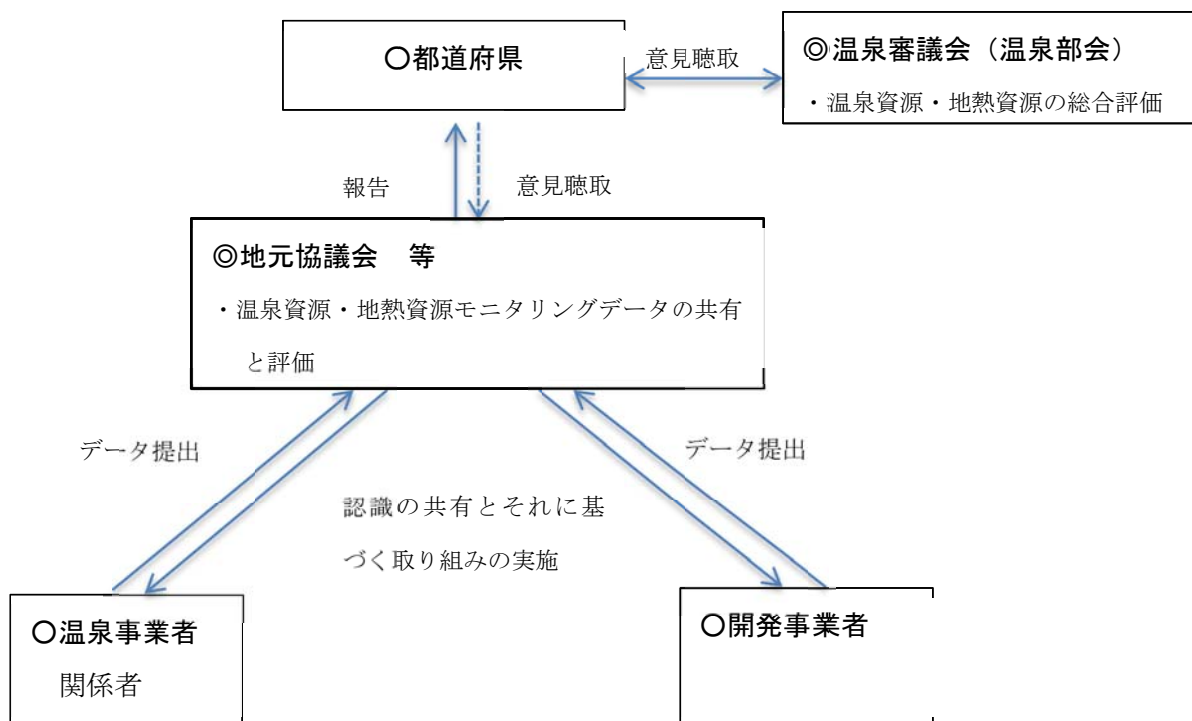 〇都道府県
意見聴取
◎温泉審議会（温泉部会）
・温泉資源・地熱資源の総合評価
報告
意見聴取
◎地元協議会　等
・温泉資源・地熱資源モニタリングデータの共有
と評価
データ提出
データ提出
認識の共有とそれに基
づく取り組みの実施
〇温泉事業者
関係者
〇開発事業者